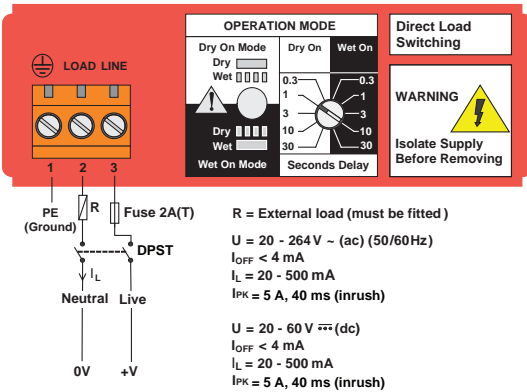 OPERATION MODE
Dry On Mode
Dry
Wet
Dry
Wet
Wet On Mode
Dry On
Wet On
0.3
0.3
1
1
3
3
10
10
30
30
Seconds Delay
Direct Load
Switching
WARNING
Isolate Supply
Before Removing
LOAD LINE
1 2 3
PE
(Ground)
R
Fuse 2A(T)
DPST
IL
Neutral Live
0V +V
R = External load (must be fitted )
U = 20 - 264 V ~ (ac) (50/60Hz)
IOFF < 4 mA
IL = 20 - 500 mA
IPK = 5 A, 40 ms (inrush)
U = 20 - 60 V ⎓ (dc)
IOFF < 4 mA
IL = 20 - 500 mA
IPK = 5 A, 40 ms (inrush)